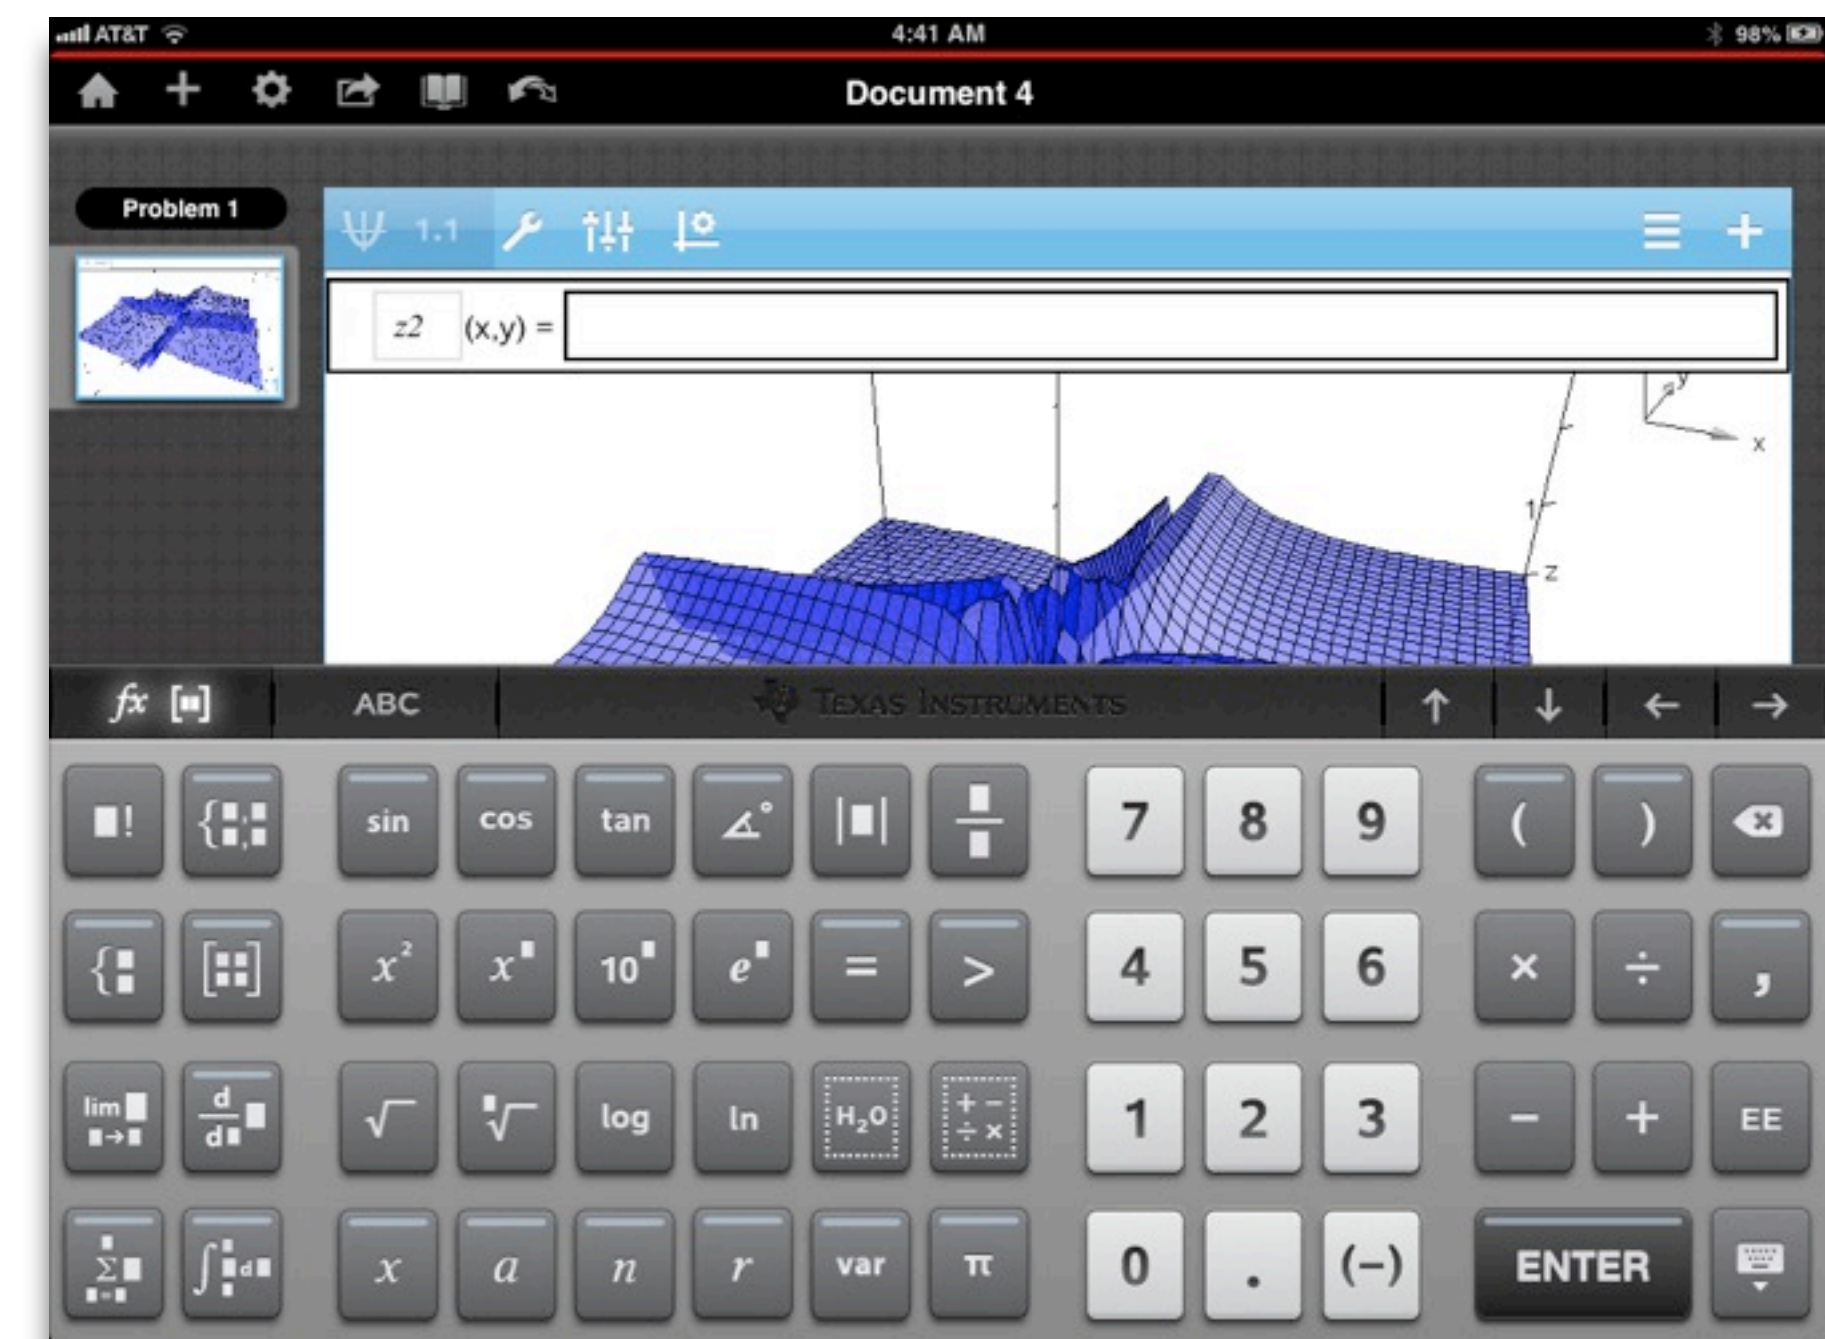 AT&T 4:41 AM 98%
Document 4
Problem 1
1.1
z2 (x,y) =
y
x
1
z
fx [▪▪] ABC TEXAS INSTRUMENTS ↑ ↓ ← →
▪! {▪,▪ ▪,▪ sin cos tan ∡° |▪| ▪/▪ 7 8 9 ( )
{▪ ▪ [▪▪ ▪▪] x² x▪ 10▪ e▪ = > 4 5 6 × ÷ ,
lim▪ ▪→▪ d/d▪ ▪ √ ▪√ log ln H₂O + − ÷ × 1 2 3 − + EE
▪ Σ▪ ▪=▪ ∫▪ ▪ ▪d▪ x a n r var π 0 . (−) ENTER